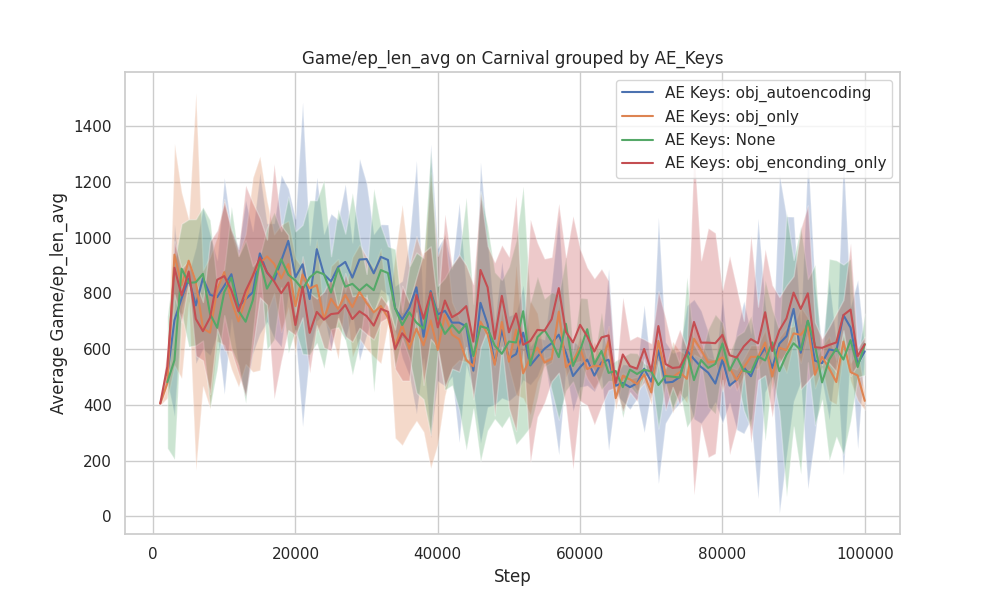 Game/ep_len_avg on Carnival grouped by AE_Keys
AE Keys: obj_autoencoding
AE Keys: obj_only
AE Keys: None
AE Keys: obj_enconding_only
Average Game/ep_len_avg
1400
1200
1000
800
600
400
200
0
0 20000 40000 60000 80000 100000
Step